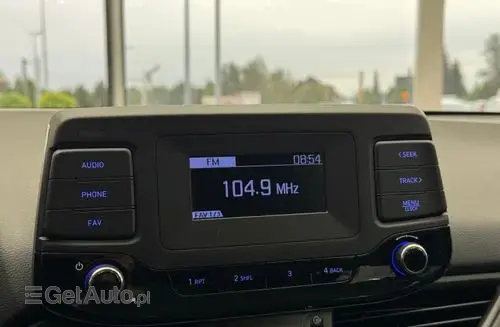 AUDIO
PHONE
FAV
FM 08:54
104.9 MHz
FAV 1/3
< SEEK
TRACK >
MENU
CLOCK
1 RPT
2 SHFL
3
4 BACK
GetAuto.pl